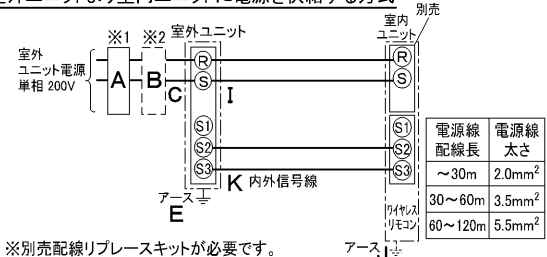 室外ユニットより室内ユニットに電源を供給する方式
※1 ※2 室外ユニット
室内ユニット
別売
室外ユニット電源
単相 200V
A
B
C
R
S
I
R
S
S1
S2
S3
S1
S2
S3
K 内外信号線
アース
E
ワイヤレス
リモコン
アース
電源線配線長 電源線太さ
～30m 2.0mm²
30～60m 3.5mm²
60～120m 5.5mm²
※別売配線リプレースキットが必要です。